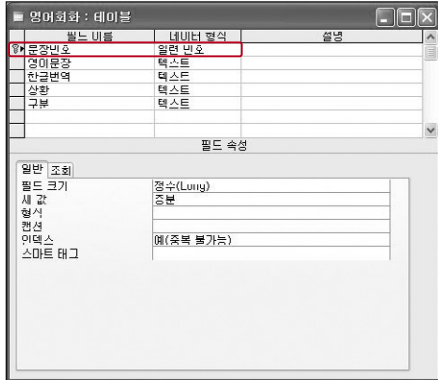 영어회화 : 테이블
필드 이름 데이터 형식 설명
문장번호 일련 번호
영어문장 텍스트
한글번역 텍스트
상황 텍스트
구분 텍스트
필드 속성
일반 조회
필드 크기 정수(Long)
새 값 증분
형식
캡션
인덱스 예(중복 불가능)
스마트 태그